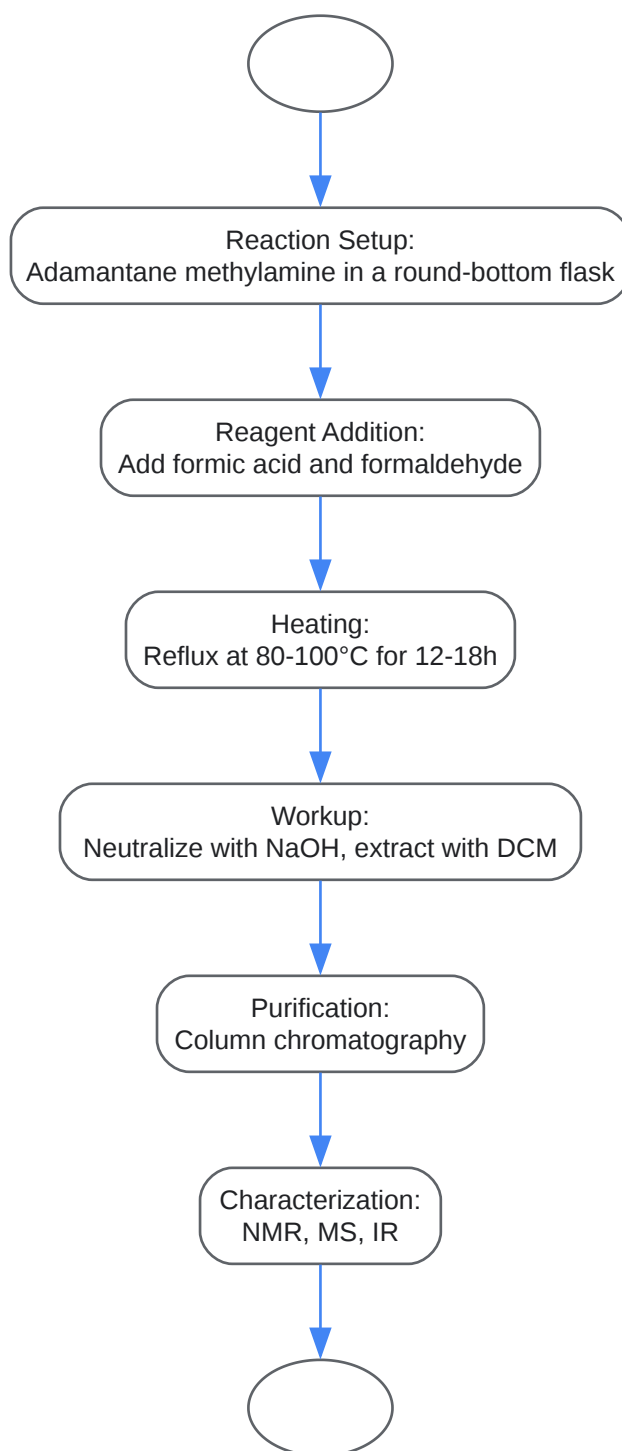 Reaction Setup:
Adamantane methylamine in a round-bottom flask
Reagent Addition:
Add formic acid and formaldehyde
Heating:
Reflux at 80-100°C for 12-18h
Workup:
Neutralize with NaOH, extract with DCM
Purification:
Column chromatography
Characterization:
NMR, MS, IR